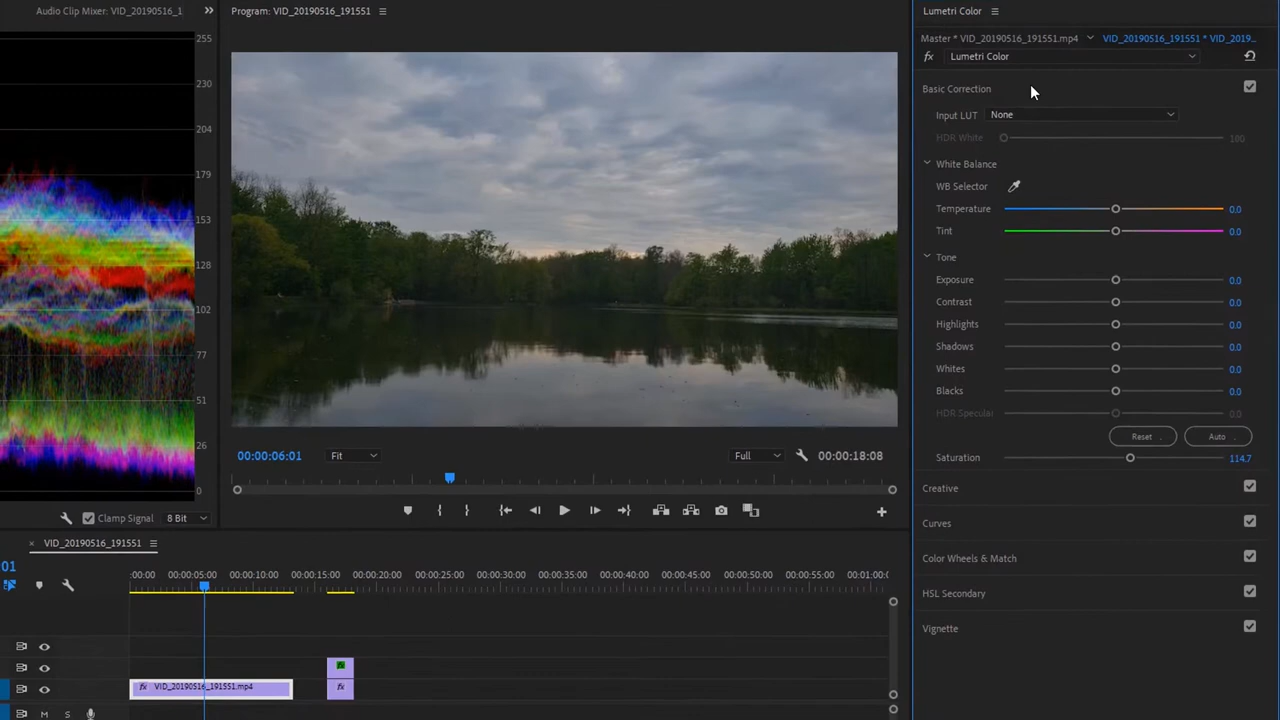 Audio Clip Mixer: VID_20190516_1
255
230
204
179
153
128
102
77
51
26
0
Clamp Signal
8 Bit
Program: VID_20190516_191551
00:00:06:01
Fit
Full
00:00:18:08
Lumetri Color
Master * VID_20190516_191551.mp4
VID_20190516_191551 * VID_2019...
fx
Lumetri Color
Basic Correction
Input LUT
None
HDR White
100
White Balance
WB Selector
Temperature
0.0
Tint
0.0
Tone
Exposure
0.0
Contrast
0.0
Highlights
0.0
Shadows
0.0
Whites
0.0
Blacks
0.0
HDR Specular
0.0
Reset
Auto
Saturation
114.7
Creative
Curves
Color Wheels & Match
HSL Secondary
Vignette
× VID_20190516_191551
:01
:00:00
00:00:05:00
00:00:10:00
00:00:15:00
00:00:20:00
00:00:25:00
00:00:30:00
00:00:35:00
00:00:40:00
00:00:45:00
00:00:50:00
00:00:55:00
00:01:00:0
fx
fx VID_20190516_191551.mp4
fx
M
S